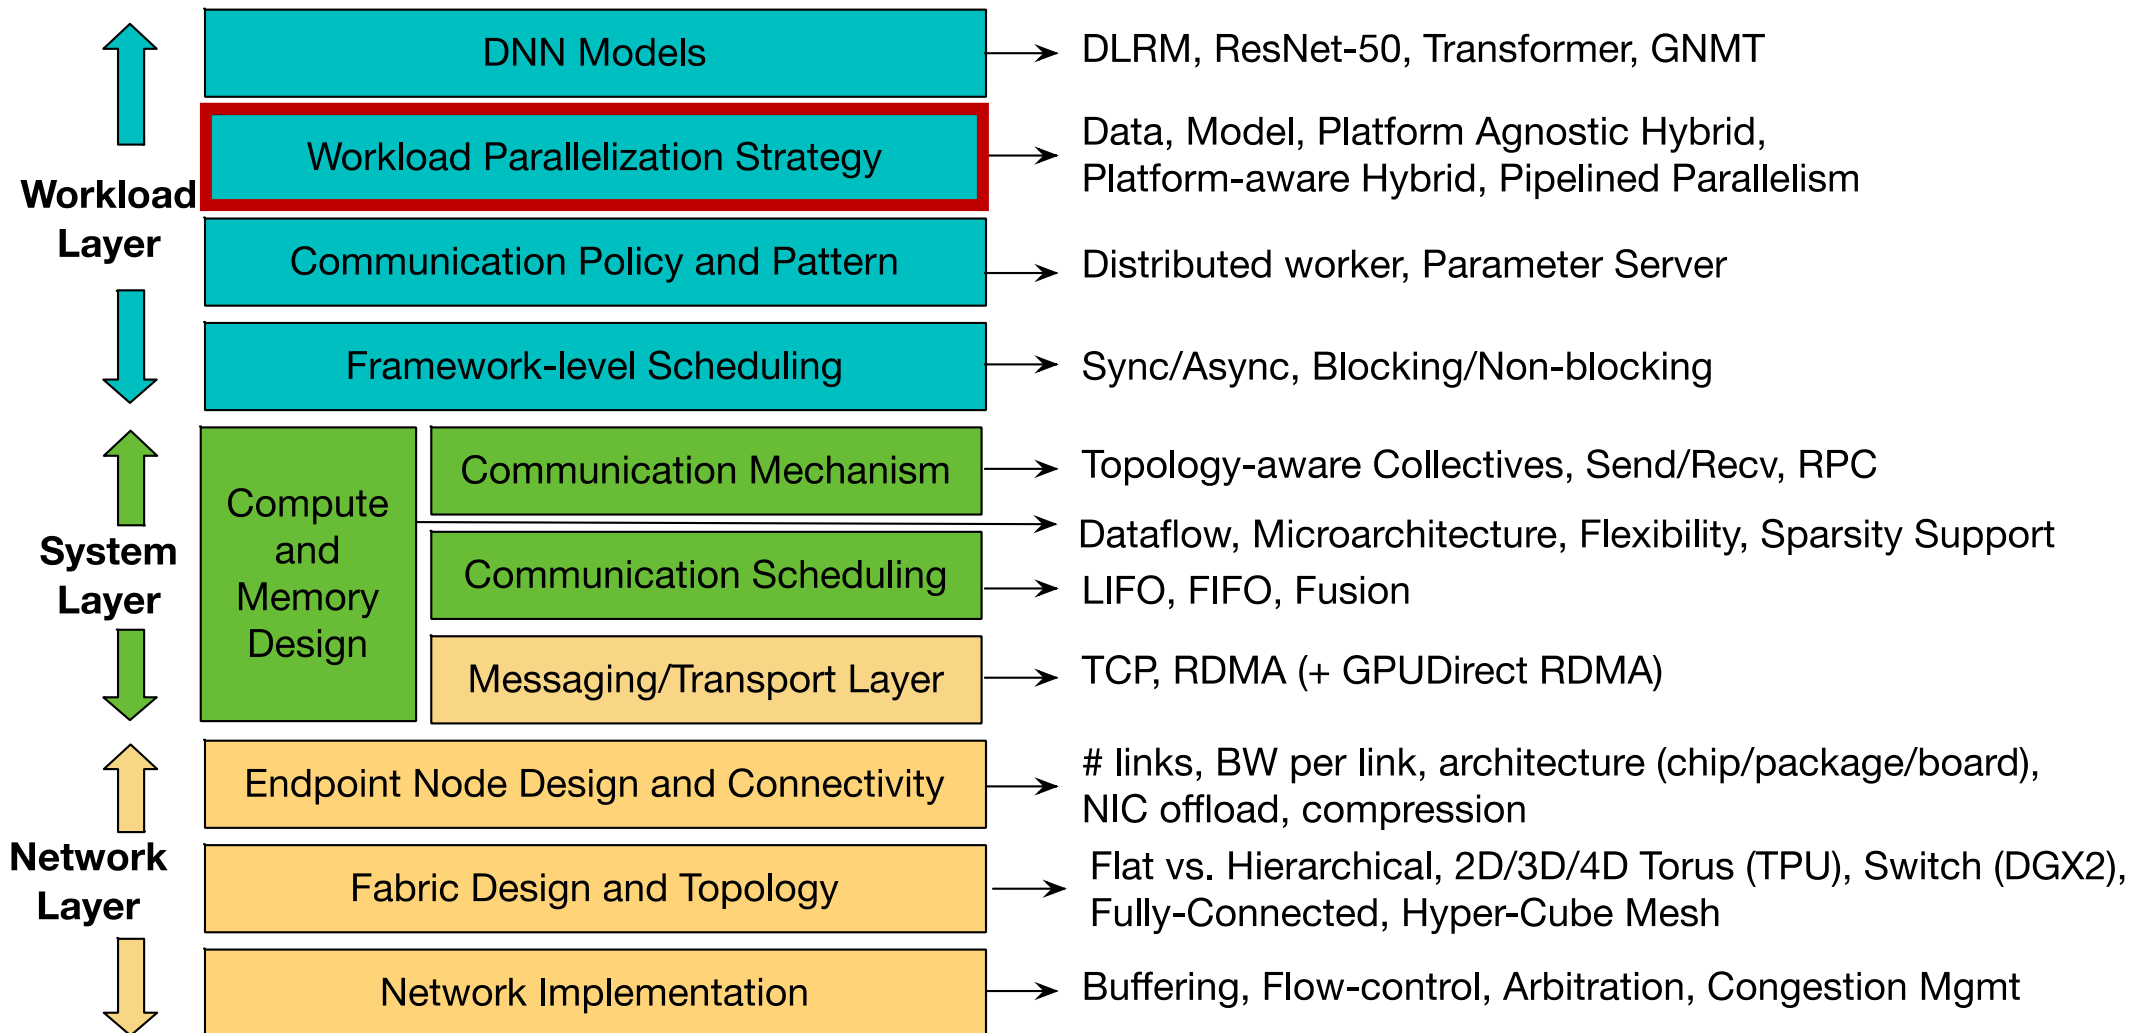 DNN Models
DLRM, ResNet-50, Transformer, GNMT
Workload Parallelization Strategy
Data, Model, Platform Agnostic Hybrid,
Platform-aware Hybrid, Pipelined Parallelism
Workload
Layer
Communication Policy and Pattern
Distributed worker, Parameter Server
Framework-level Scheduling
Sync/Async, Blocking/Non-blocking
System
Layer
Compute
and
Memory
Design
Communication Mechanism
Topology-aware Collectives, Send/Recv, RPC
Dataflow, Microarchitecture, Flexibility, Sparsity Support
Communication Scheduling
LIFO, FIFO, Fusion
Messaging/Transport Layer
TCP, RDMA (+ GPUDirect RDMA)
Network
Layer
Endpoint Node Design and Connectivity
# links, BW per link, architecture (chip/package/board),
NIC offload, compression
Fabric Design and Topology
Flat vs. Hierarchical, 2D/3D/4D Torus (TPU), Switch (DGX2),
Fully-Connected, Hyper-Cube Mesh
Network Implementation
Buffering, Flow-control, Arbitration, Congestion Mgmt